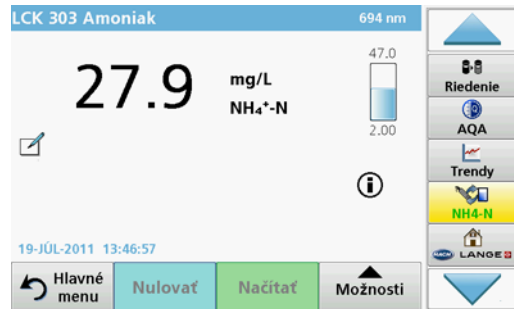 LCK 303 Amoniak
694 nm
27.9
mg/L
NH₄⁺-N
47.0
2.00
19-JÚL-2011 13:46:57
Hlavné
menu
Nulovať
Načítať
Možnosti
Riedenie
AQA
Trendy
NH4-N
HACH LANGE